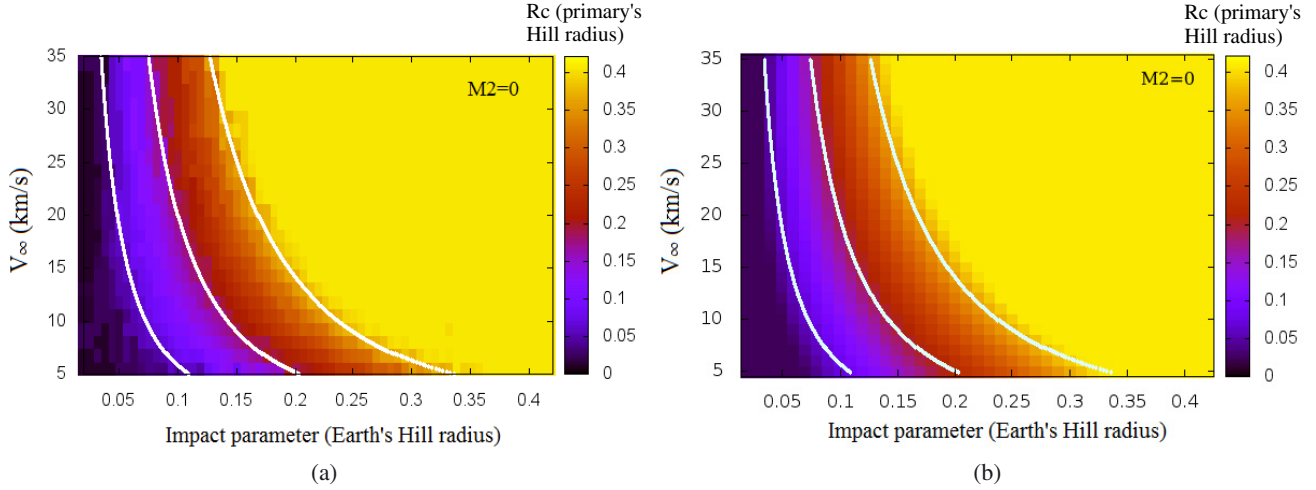 Rc (primary's
Hill radius)
M2=0
35
30
25
20
15
10
5
V∞ (km/s)
0.05 0.1 0.15 0.2 0.25 0.3 0.35 0.4
Impact parameter (Earth's Hill radius)
0.4
0.35
0.3
0.25
0.2
0.15
0.1
0.05
0
(a)
Rc (primary's
Hill radius)
M2=0
35
30
25
20
15
10
5
V∞ (km/s)
0.05 0.1 0.15 0.2 0.25 0.3 0.35 0.4
Impact parameter (Earth's Hill radius)
0.4
0.35
0.3
0.25
0.2
0.15
0.1
0.05
0
(b)